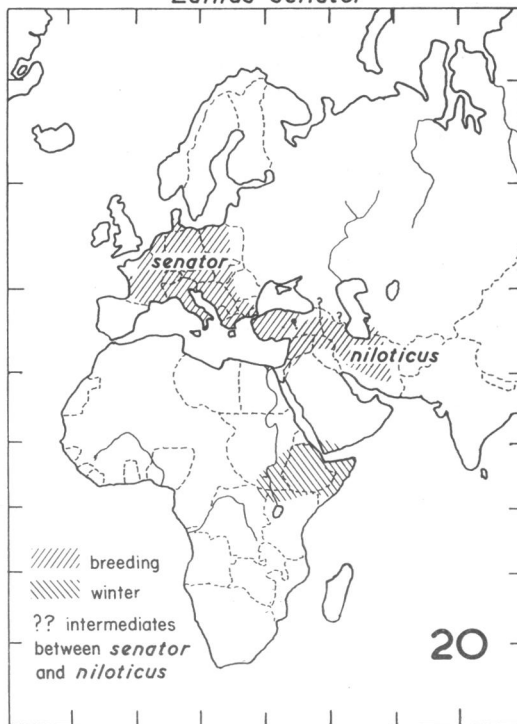 senator
niloticus
? ?
breeding
winter
?? intermediates
between senator
and niloticus
20